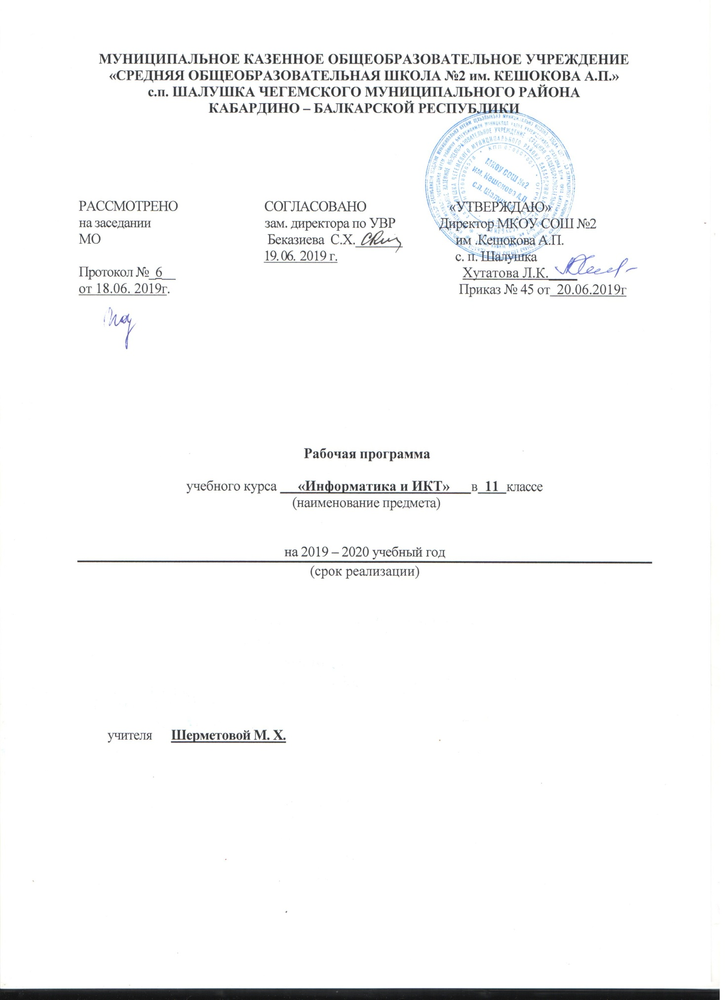 МУНИЦИПАЛЬНОЕ КАЗЕННОЕ ОБЩЕОБРАЗОВАТЕЛЬНОЕ УЧРЕЖДЕНИЕ
«СРЕДНЯЯ ОБЩЕОБРАЗОВАТЕЛЬНАЯ ШКОЛА №2 им. КЕШОКОВА А.П.»
с.п. ШАЛУШКА ЧЕГЕМСКОГО МУНИЦИПАЛЬНОГО РАЙОНА
КАБАРДИНО – БАЛКАРСКОЙ РЕСПУБЛИКИ
МКОУ СОШ №2
им. Кешокова А.П.
с.п. Шалушка
РАССМОТРЕНО
на заседании
МО
Протокол № 6
от 18.06. 2019г.
СОГЛАСОВАНО
зам. директора по УВР
Беказиева С.Х.
19. 06. 2019 г.
«УТВЕРЖДАЮ»
Директор МКОУ СОШ №2
им .Кешокова А.П.
с. п. Шалушка
Хутатова Л.К.
Приказ № 45 от 20.06.2019г
Рабочая программа
учебного курса «Информатика и ИКТ» в 11 классе
(наименование предмета)
на 2019 – 2020 учебный год
(срок реализации)
учителя Шерметовой М. Х.